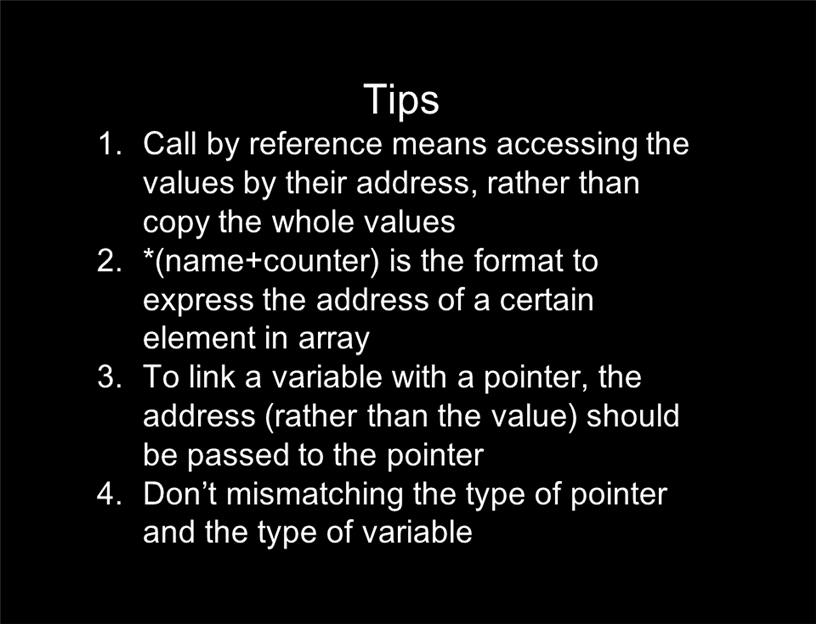 Tips
1. Call by reference means accessing the
values by their address, rather than
copy the whole values
2. *(name+counter) is the format to
express the address of a certain
element in array
3. To link a variable with a pointer, the
address (rather than the value) should
be passed to the pointer
4. Don’t mismatching the type of pointer
and the type of variable